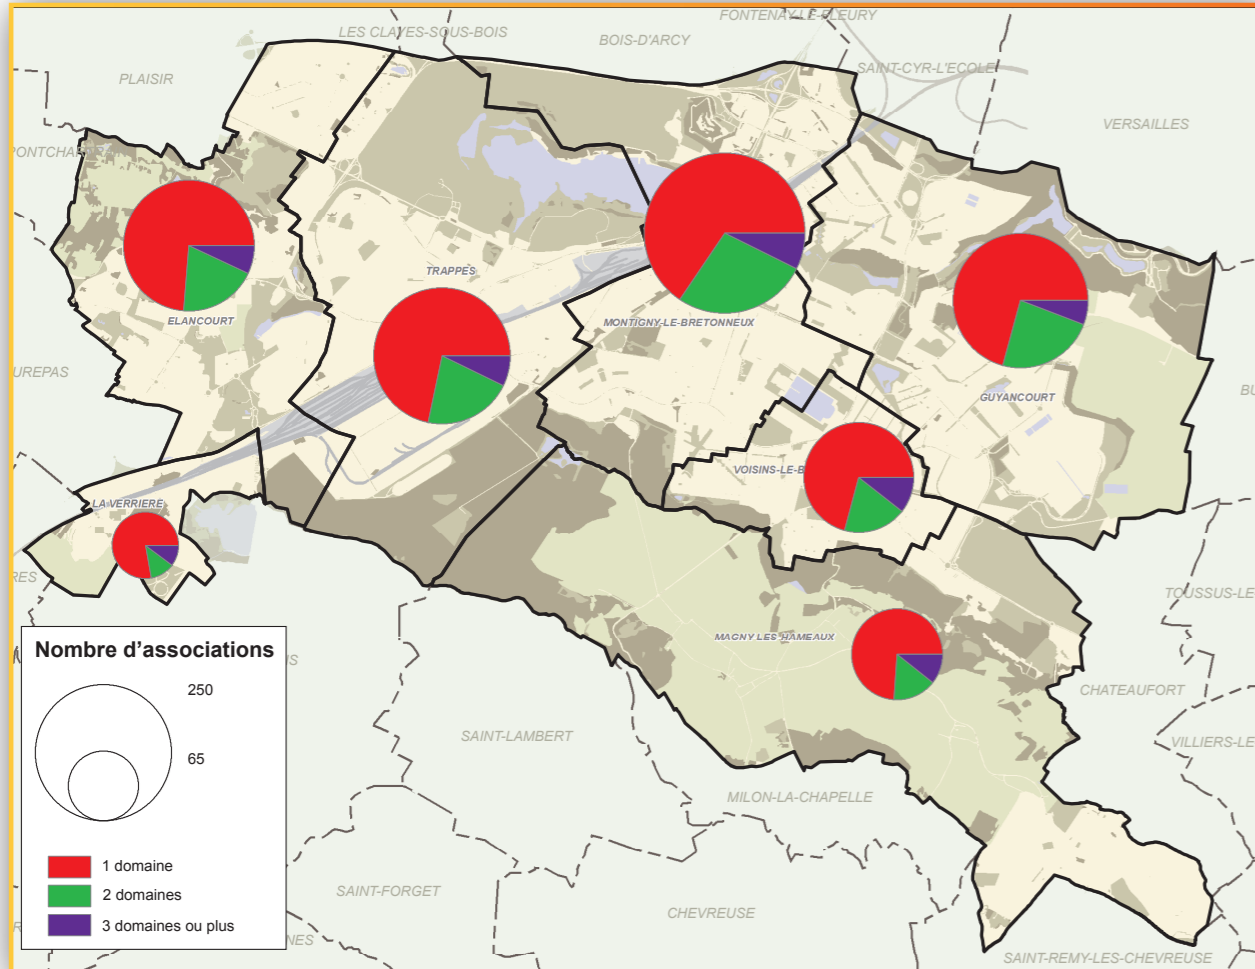 FONTENAY-LE-FLEURY
LES CLAYES-SOUS-BOIS
BOIS-D'ARCY
PLAISIR
SAINT-CYR-L'ECOLE
VERSAILLES
PONTCHAR
TRAPPES
ELANCOURT
MONTIGNY-LE-BRETONNEUX
UREPAS
GUYANCOURT
BU
VOISINS-LE-B
LA VERRIERE
RES
TOUSSUS-LE
MAGNY LES HAMEAUX
Nombre d'associations
250
65
1 domaine
2 domaines
3 domaines ou plus
IS
CHATEAUFORT
SAINT-LAMBERT
VILLIERS-LE
MILON-LA-CHAPELLE
SAINT-FORGET
CHEVREUSE
R
NES
SAINT-REMY-LES-CHEVREUSE